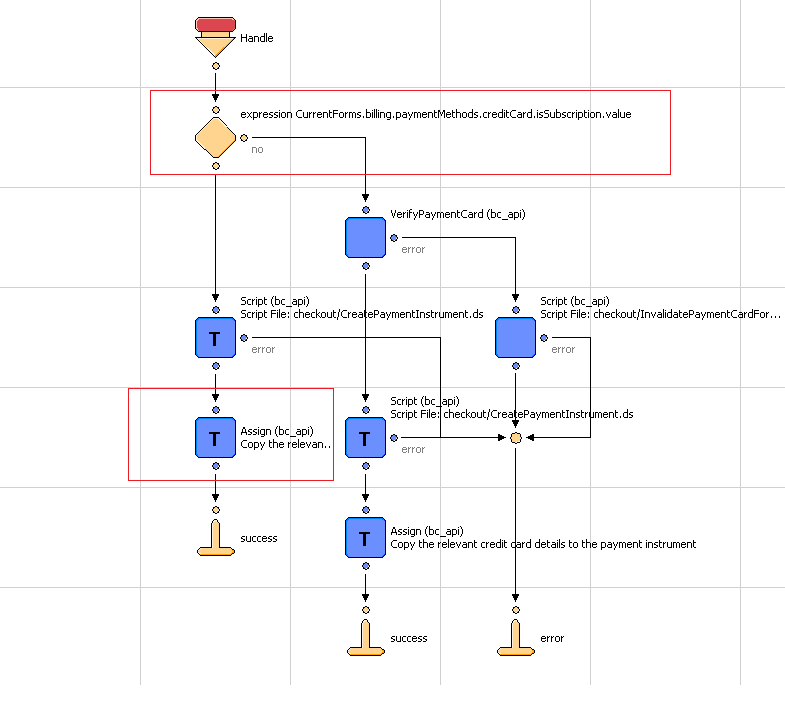 Handle
expression CurrentForms.billing.paymentMethods.creditCard.isSubscription.value
no
VerifyPaymentCard (bc_api)
error
Script (bc_api)
Script File: checkout/CreatePaymentInstrument.ds
T
error
Script (bc_api)
Script File: checkout/InvalidatePaymentCardFor...
error
Assign (bc_api)
Copy the relevan..
T
Script (bc_api)
Script File: checkout/CreatePaymentInstrument.ds
T
error
success
Assign (bc_api)
Copy the relevant credit card details to the payment instrument
T
success
error